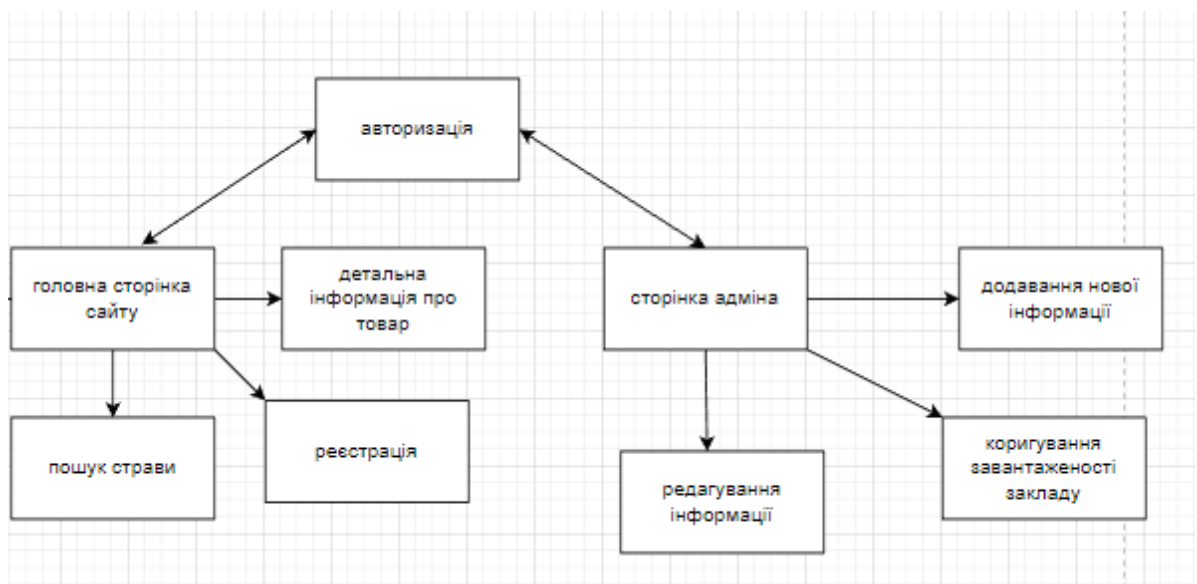 авторизація
головна сторінка
сайту
детальна
інформація про
товар
сторінка адміна
додавання нової
інформації
пошук страви
реєстрація
редагування
інформації
коригування
завантаженості
закладу